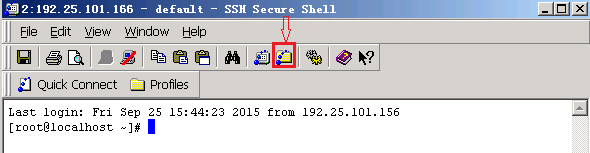 2:192.25.101.166 - default - SSH Secure Shell
File Edit View Window Help
Quick Connect Profiles
Last login: Fri Sep 25 15:44:23 2015 from 192.25.101.156
[root@localhost ~]#